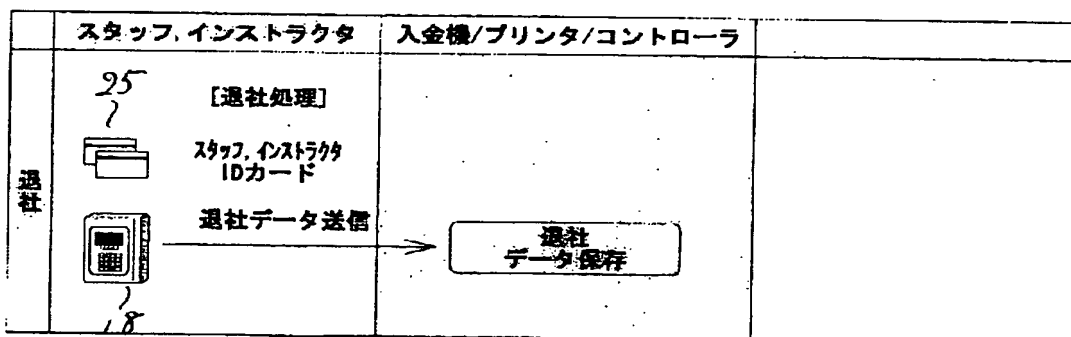 スタッフ,インストラクタ
入金機/プリンタ/コントローラ
退社
25
[退社処理]
スタッフ,インストラクタ
IDカード
退社データ送信
退社
データ保存
18